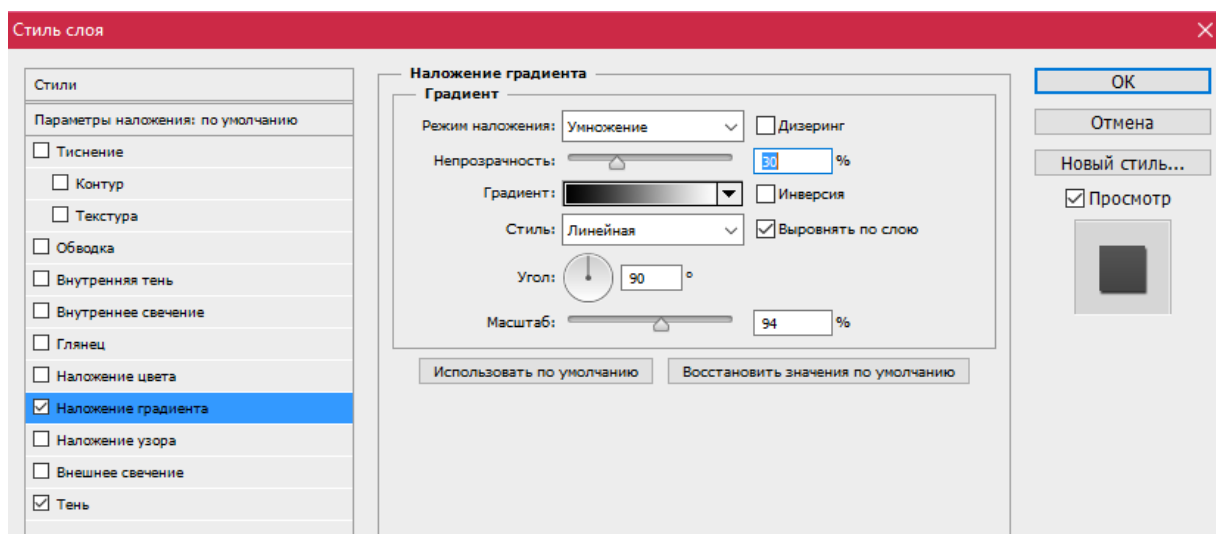 Стиль слоя
Стили
Параметры наложения: по умолчанию
Тиснение
Контур
Текстура
Обводка
Внутренняя тень
Внутреннее свечение
Глянец
Наложение цвета
Наложение градиента
Наложение узора
Внешнее свечение
Тень
Наложение градиента
Градиент
Режим наложения: Умножение Дизеринг
Непрозрачность: 30 %
Градиент: Инверсия
Стиль: Линейная Выровнять по слою
Угол: 90 °
Масштаб: 94 %
Использовать по умолчанию Восстановить значения по умолчанию
OK
Отмена
Новый стиль...
Просмотр